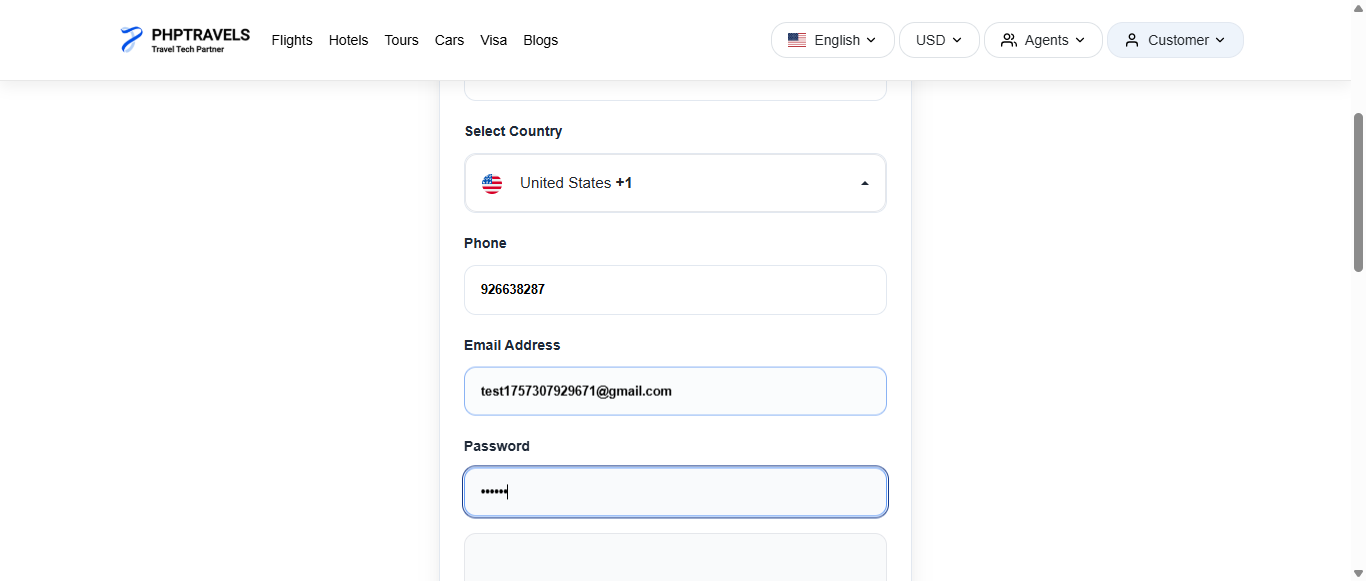 PHPTRAVELS
Travel Tech Partner
Flights Hotels Tours Cars Visa Blogs English USD Agents Customer
Select Country
United States +1
Phone
926638287
Email Address
test1757307929671@gmail.com
Password
••••••